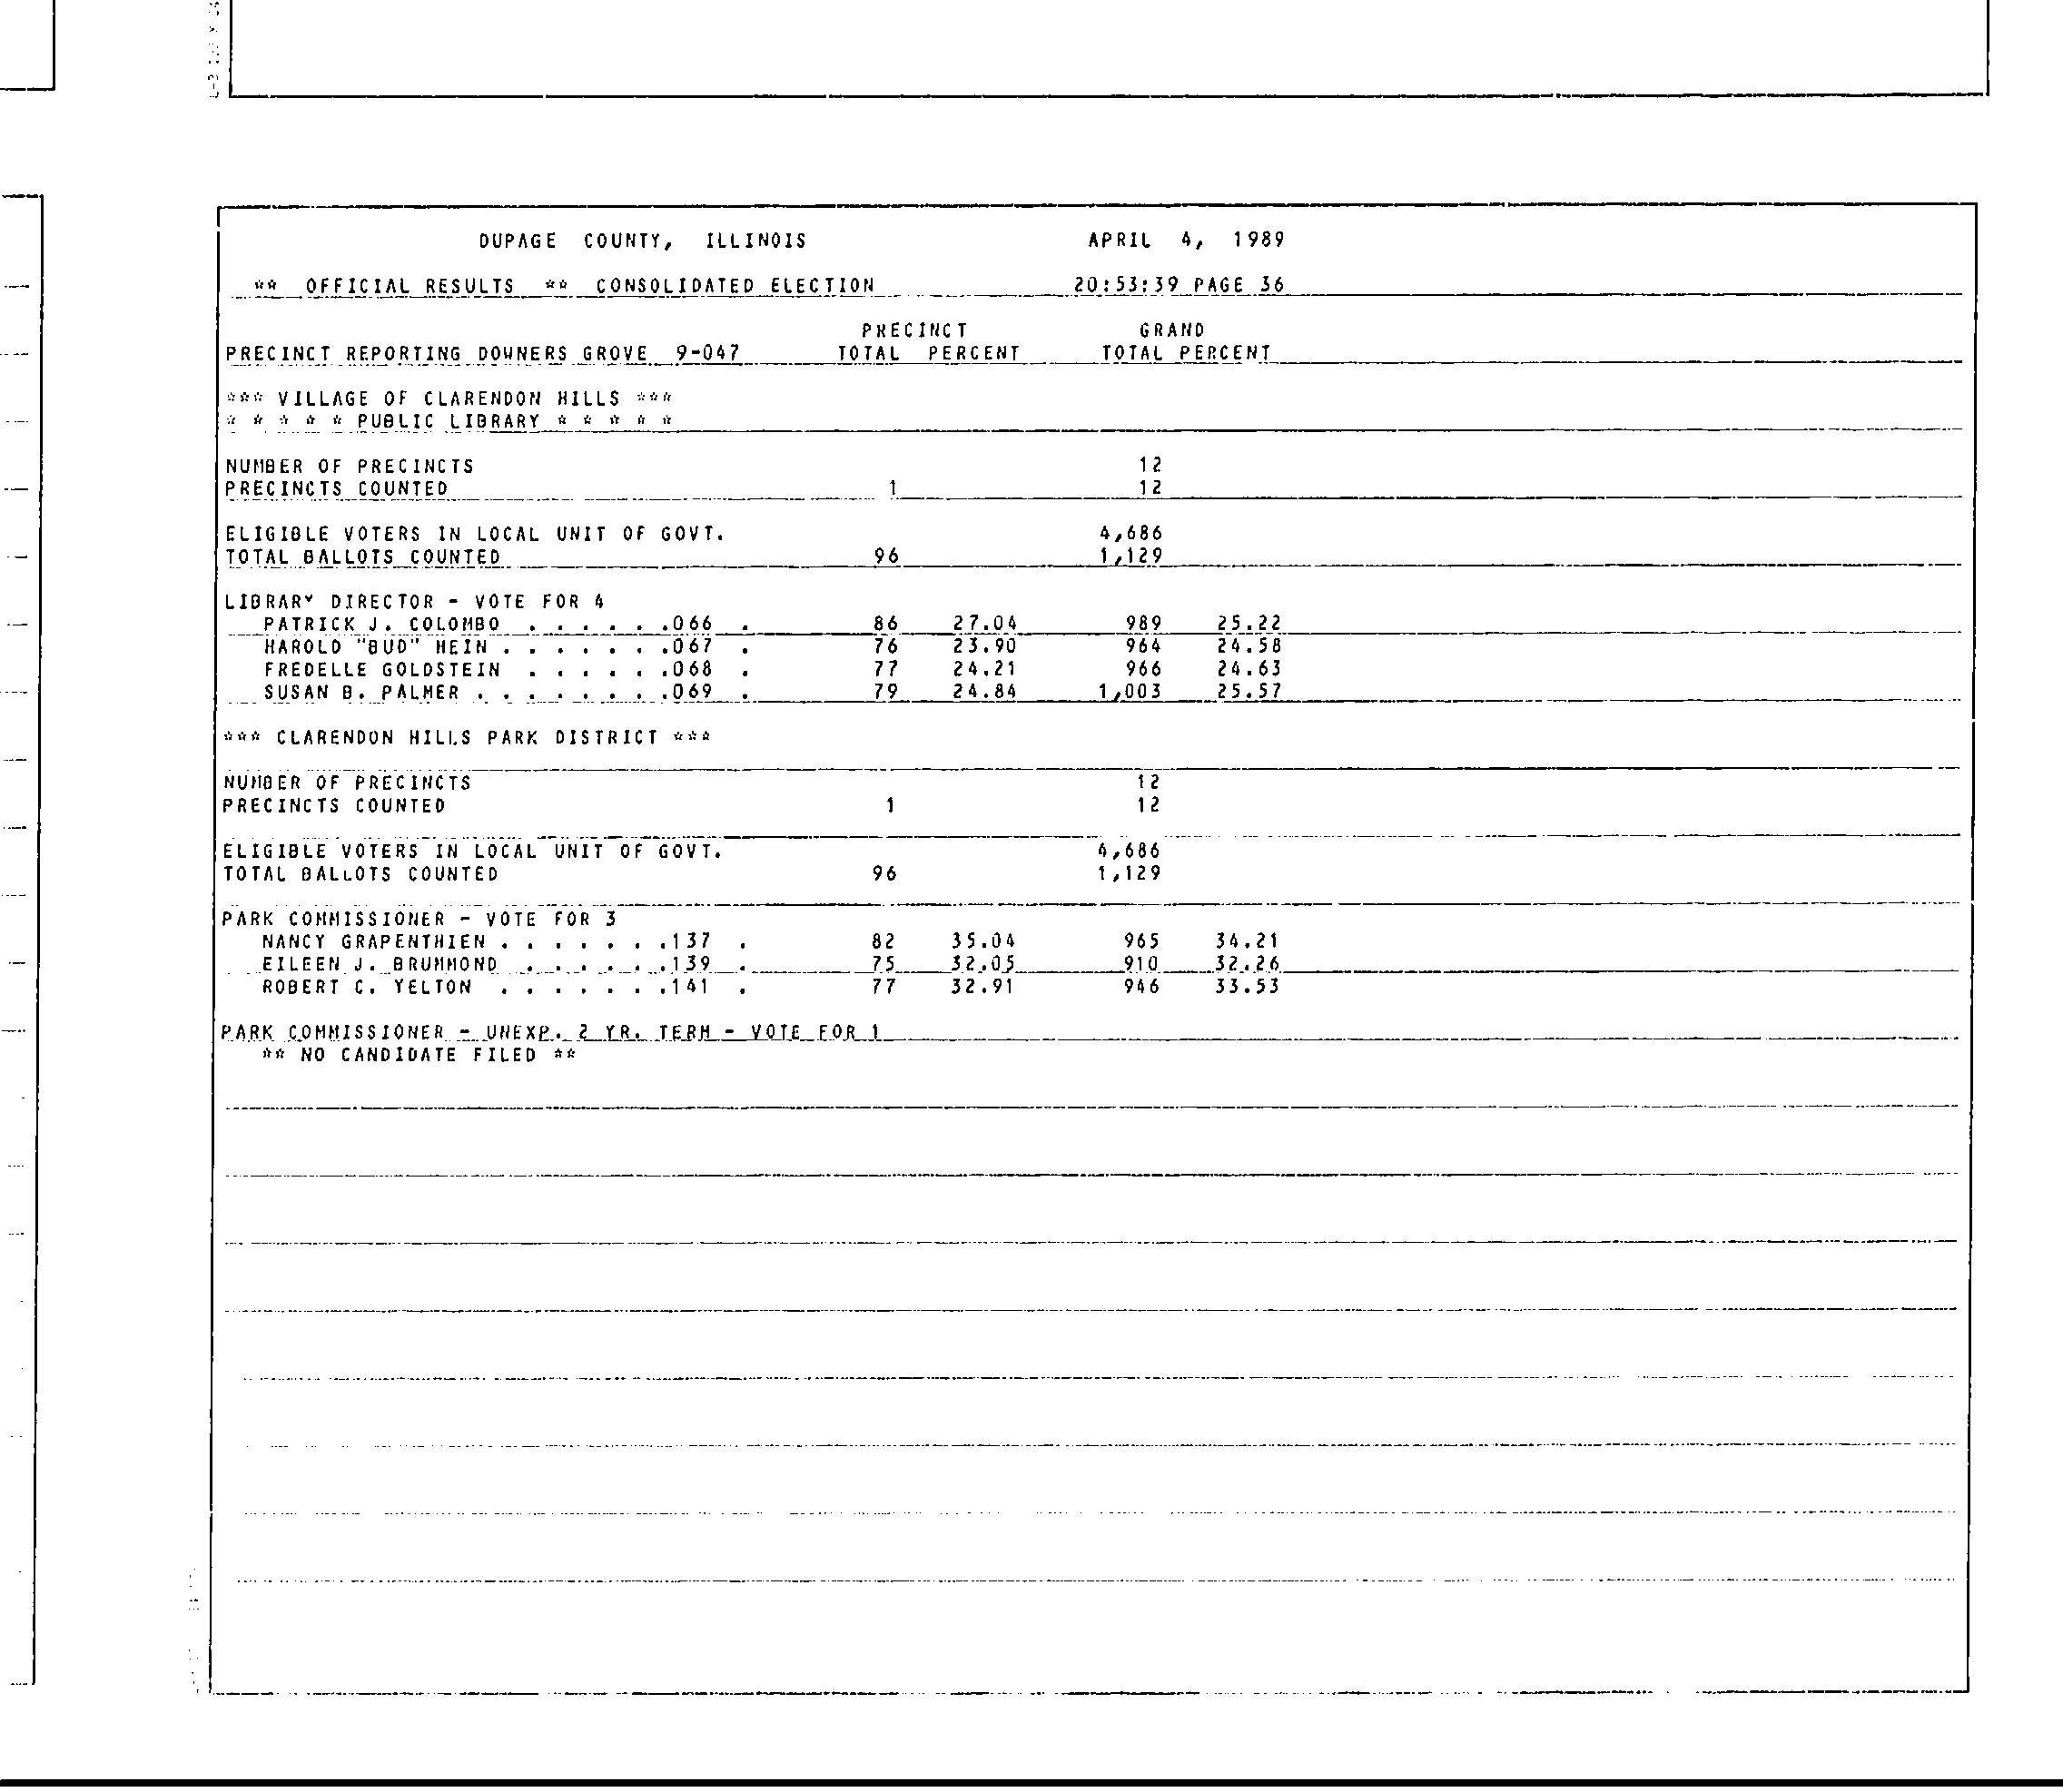 DUPAGE COUNTY, ILLINOIS APRIL 4, 1989
** OFFICIAL RESULTS ** CONSOLIDATED ELECTION 20:53:39 PAGE 36
PRECINCT GRAND
PRECINCT REPORTING DOWNERS GROVE 9-047 TOTAL PERCENT TOTAL PERCENT
*** VILLAGE OF CLARENDON HILLS ***
* * * * * PUBLIC LIBRARY * * * * *
NUMBER OF PRECINCTS 12
PRECINCTS COUNTED 1 12
ELIGIBLE VOTERS IN LOCAL UNIT OF GOVT. 4,686
TOTAL BALLOTS COUNTED 96 1,129
LIBRARY DIRECTOR - VOTE FOR 4
PATRICK J. COLOMBO . . . . . .066 . 86 27.04 989 25.22
HAROLD "BUD" HEIN . . . . . . .067 . 76 23.90 964 24.58
FREDELLE GOLDSTEIN . . . . . .068 . 77 24.21 966 24.63
SUSAN B. PALMER . . . . . . . .069 . 79 24.84 1,003 25.57
*** CLARENDON HILLS PARK DISTRICT ***
NUMBER OF PRECINCTS 12
PRECINCTS COUNTED 1 12
ELIGIBLE VOTERS IN LOCAL UNIT OF GOVT. 4,686
TOTAL BALLOTS COUNTED 96 1,129
PARK COMMISSIONER - VOTE FOR 3
NANCY GRAPENTHIEN . . . . . . .137 . 82 35.04 965 34.21
EILEEN J. BRUMMOND . . . . . .139 . 75 32.05 910 32.26
ROBERT C. YELTON . . . . . . .141 . 77 32.91 946 33.53
PARK COMMISSIONER - UNEXP. 2 YR. TERM - VOTE FOR 1
** NO CANDIDATE FILED **